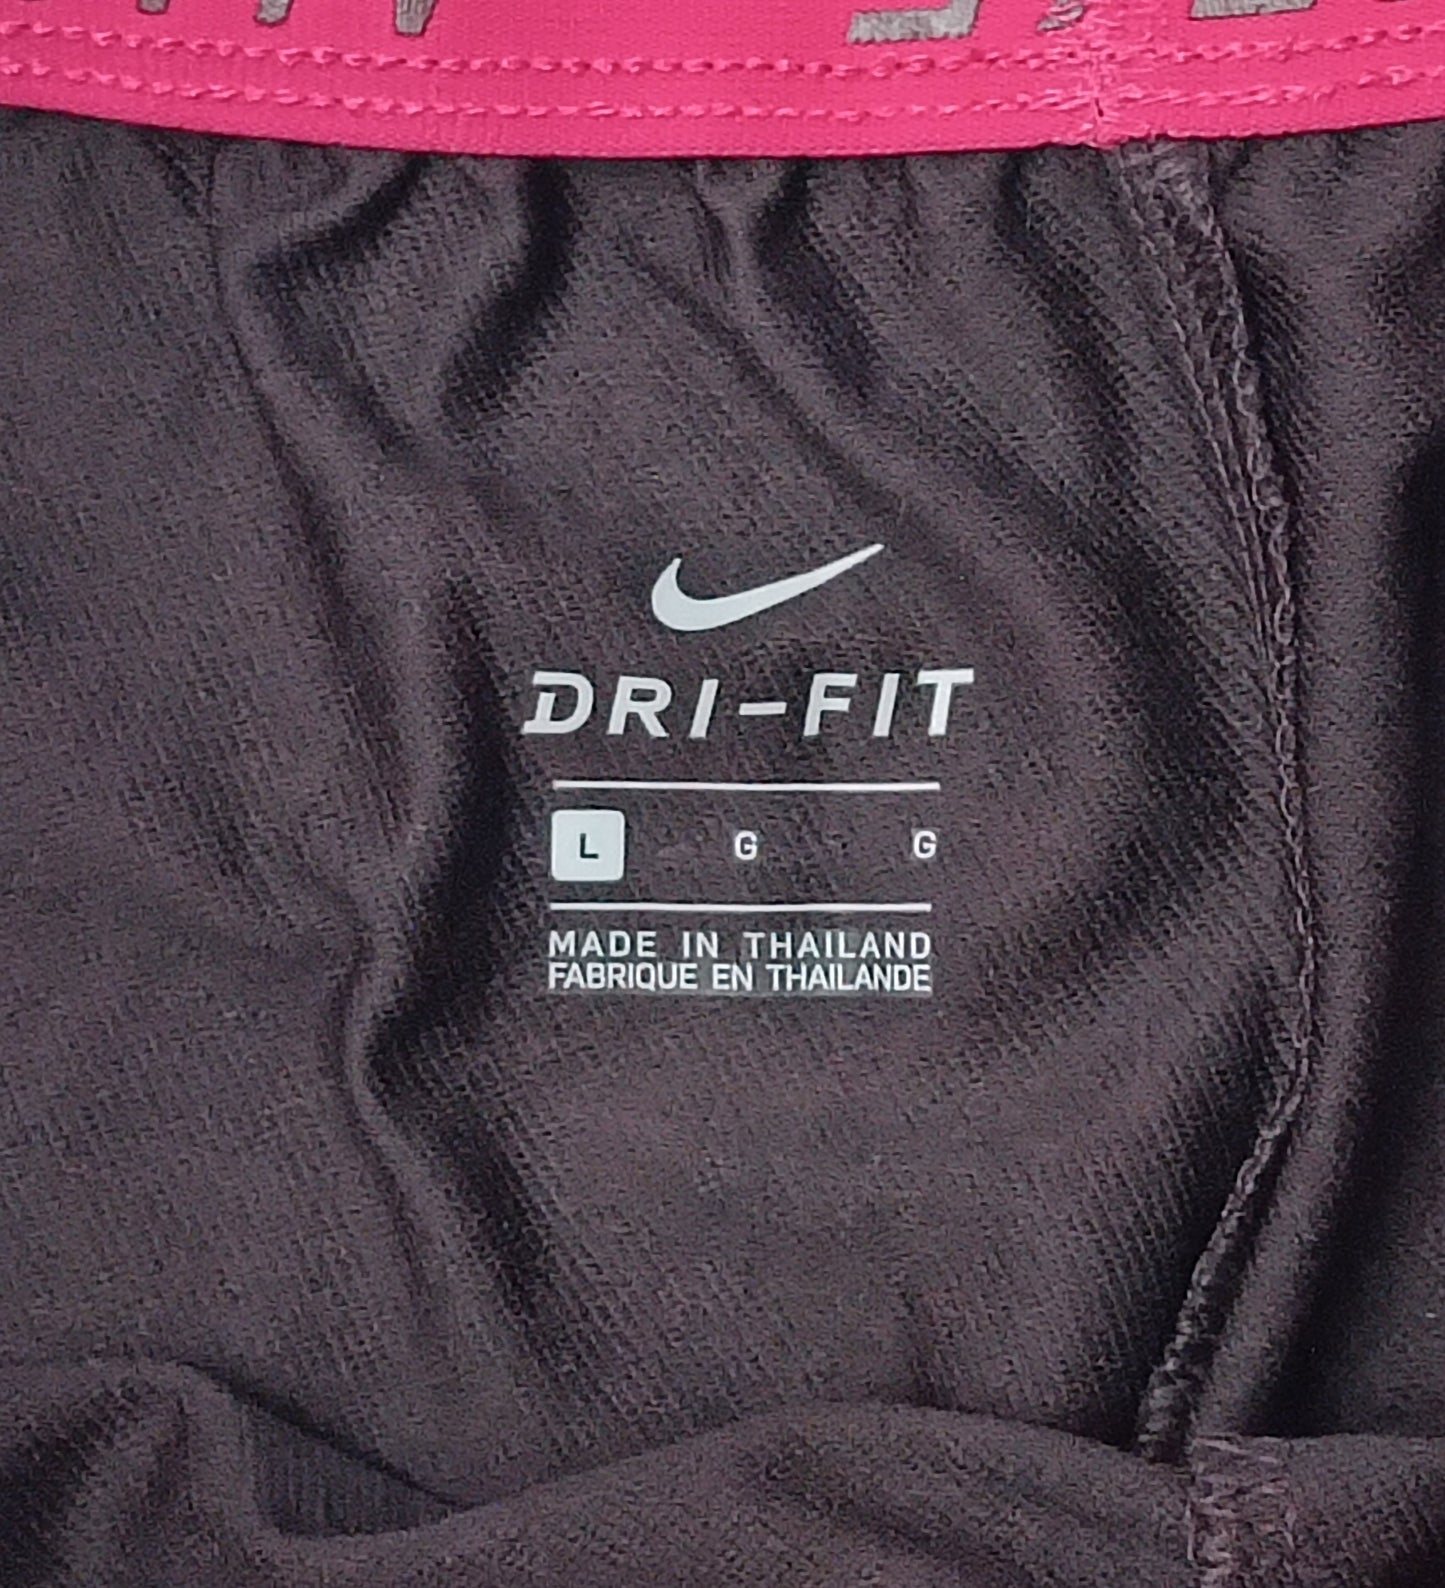 DRI-FIT
L G G
MADE IN THAILAND
FABRIQUE EN THAILANDE